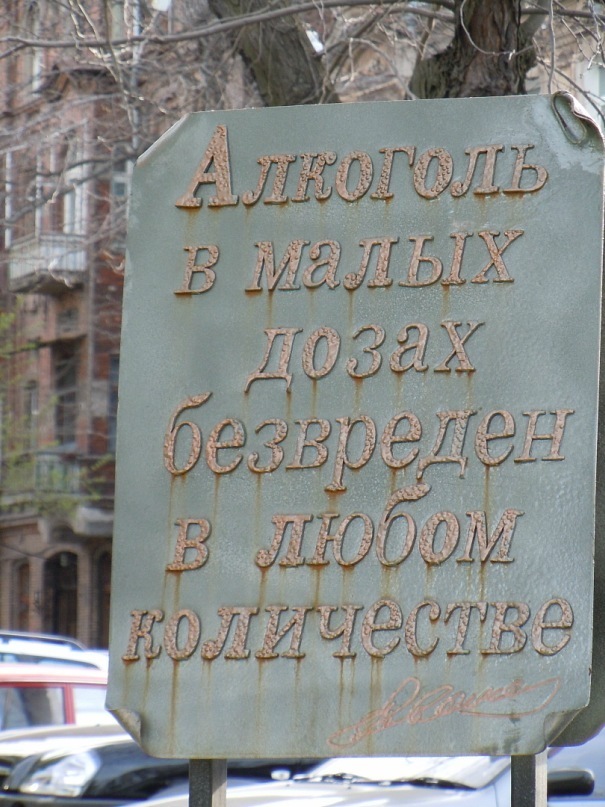 Алкоголь
в малых
дозах
безвреден
в любом
количестве